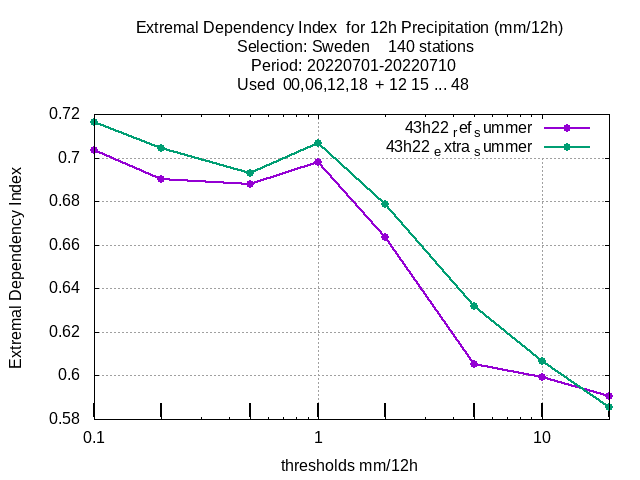 Extremal Dependency Index  for 12h Precipitation (mm/12h)
Selection: Sweden    140 stations
Period: 20220701-20220710
Used  00,06,12,18  + 12 15 ... 48
43h22 ref summer
43h22 extra summer
0.72
0.7
0.68
0.66
0.64
0.62
0.6
0.58
Extremal Dependency Index
0.1 1 10
thresholds mm/12h